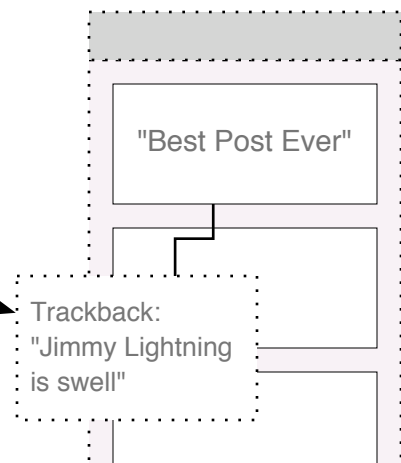 "Best Post Ever"
Trackback:
"Jimmy Lightning
is swell"